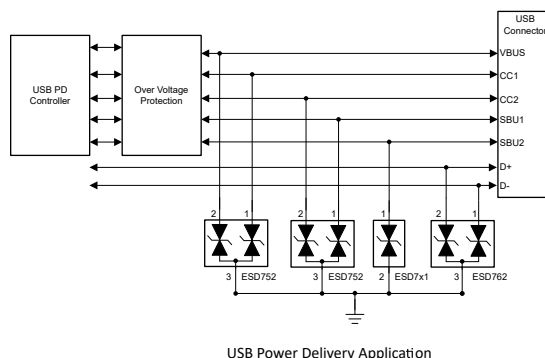 USB
Connector
VBUS
USB PD
Controller
Over Voltage
Protection
CC1
CC2
SBU1
SBU2
D+
D-
2 1 2 1 1 2 1
3 ESD752 3 ESD752 2 ESD7x1 3 ESD762
USB Power Delivery Application